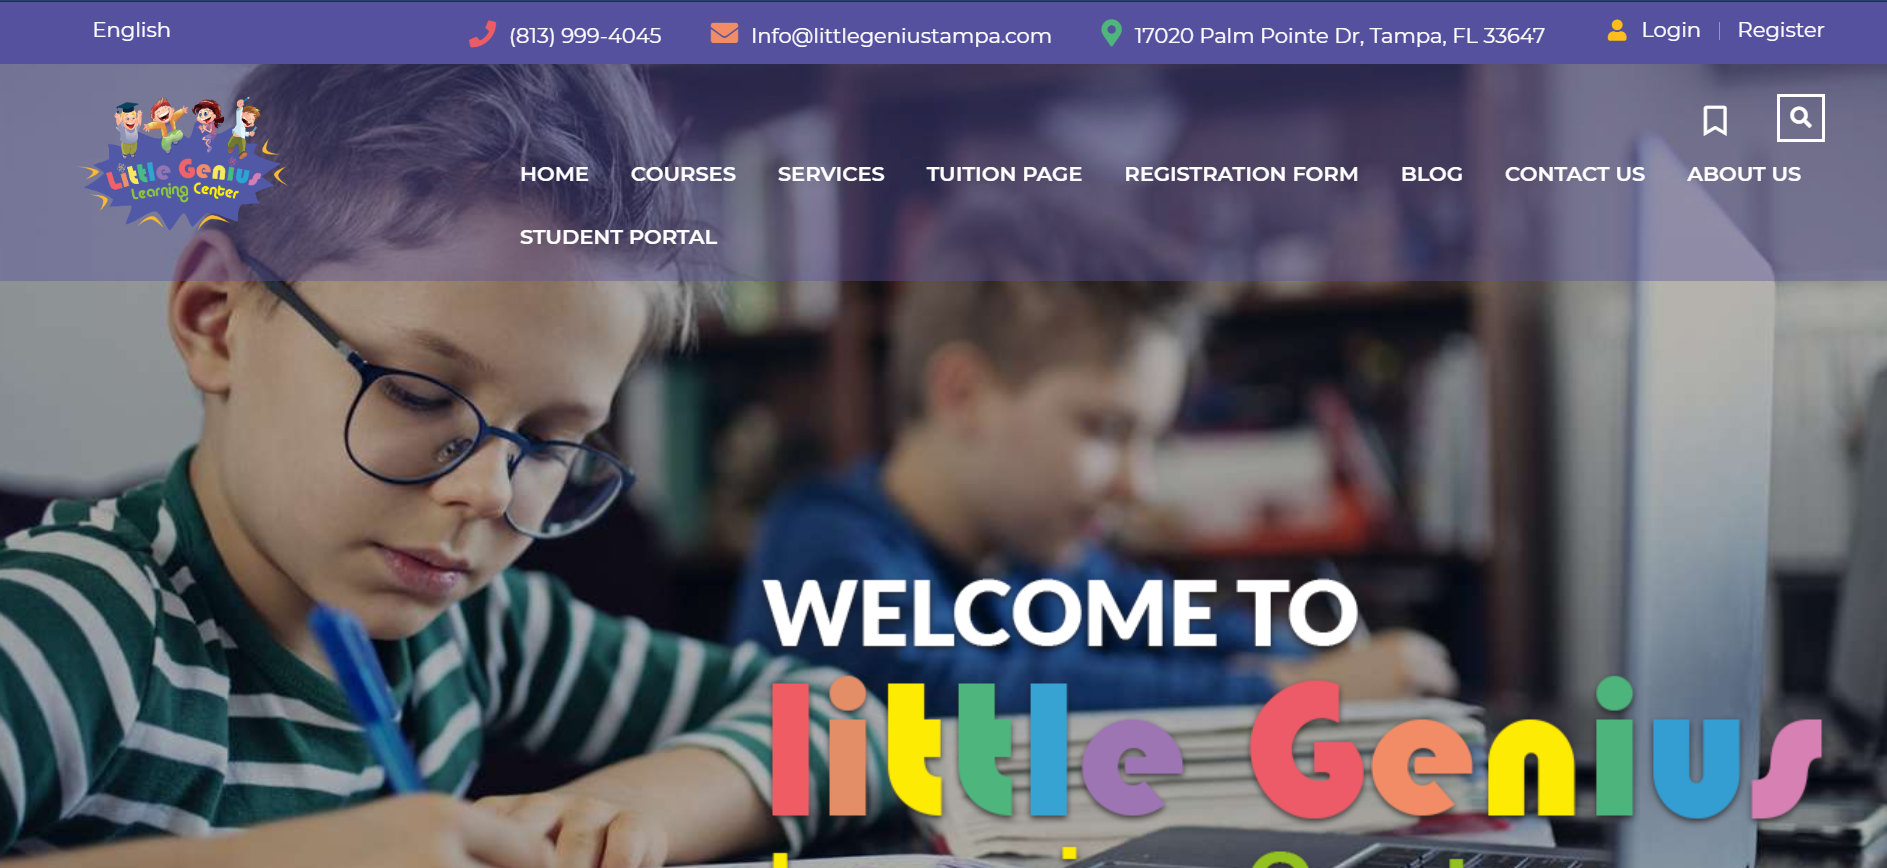 English
(813) 999-4045
Info@littlegeniustampa.com
17020 Palm Pointe Dr, Tampa, FL 33647
Login
Register
Little Genius
Learning Center
HOME COURSES SERVICES TUITION PAGE REGISTRATION FORM BLOG CONTACT US ABOUT US
STUDENT PORTAL
WELCOME TO
little Genius